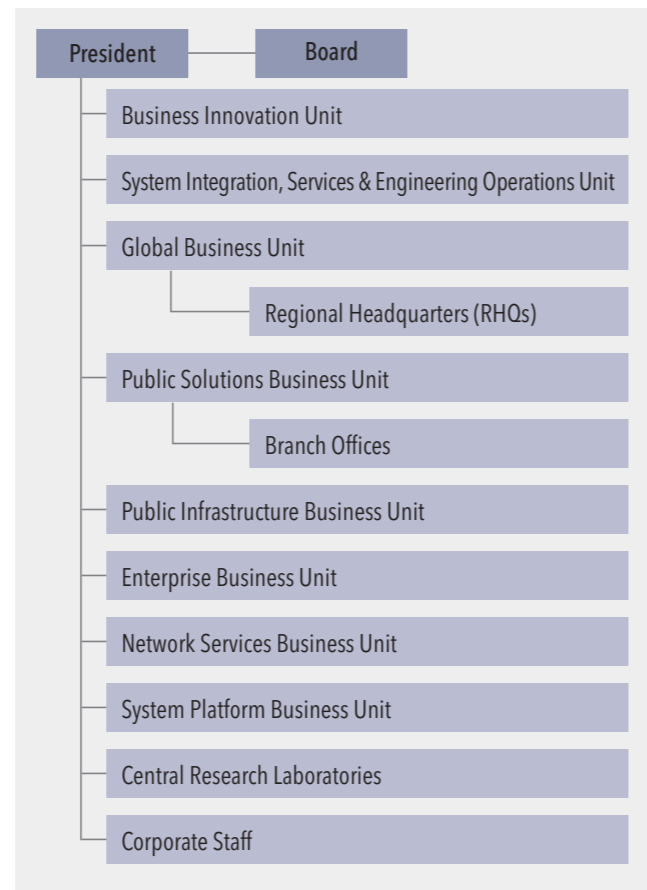 President
Board
Business Innovation Unit
System Integration, Services & Engineering Operations Unit
Global Business Unit
Regional Headquarters (RHQs)
Public Solutions Business Unit
Branch Offices
Public Infrastructure Business Unit
Enterprise Business Unit
Network Services Business Unit
System Platform Business Unit
Central Research Laboratories
Corporate Staff